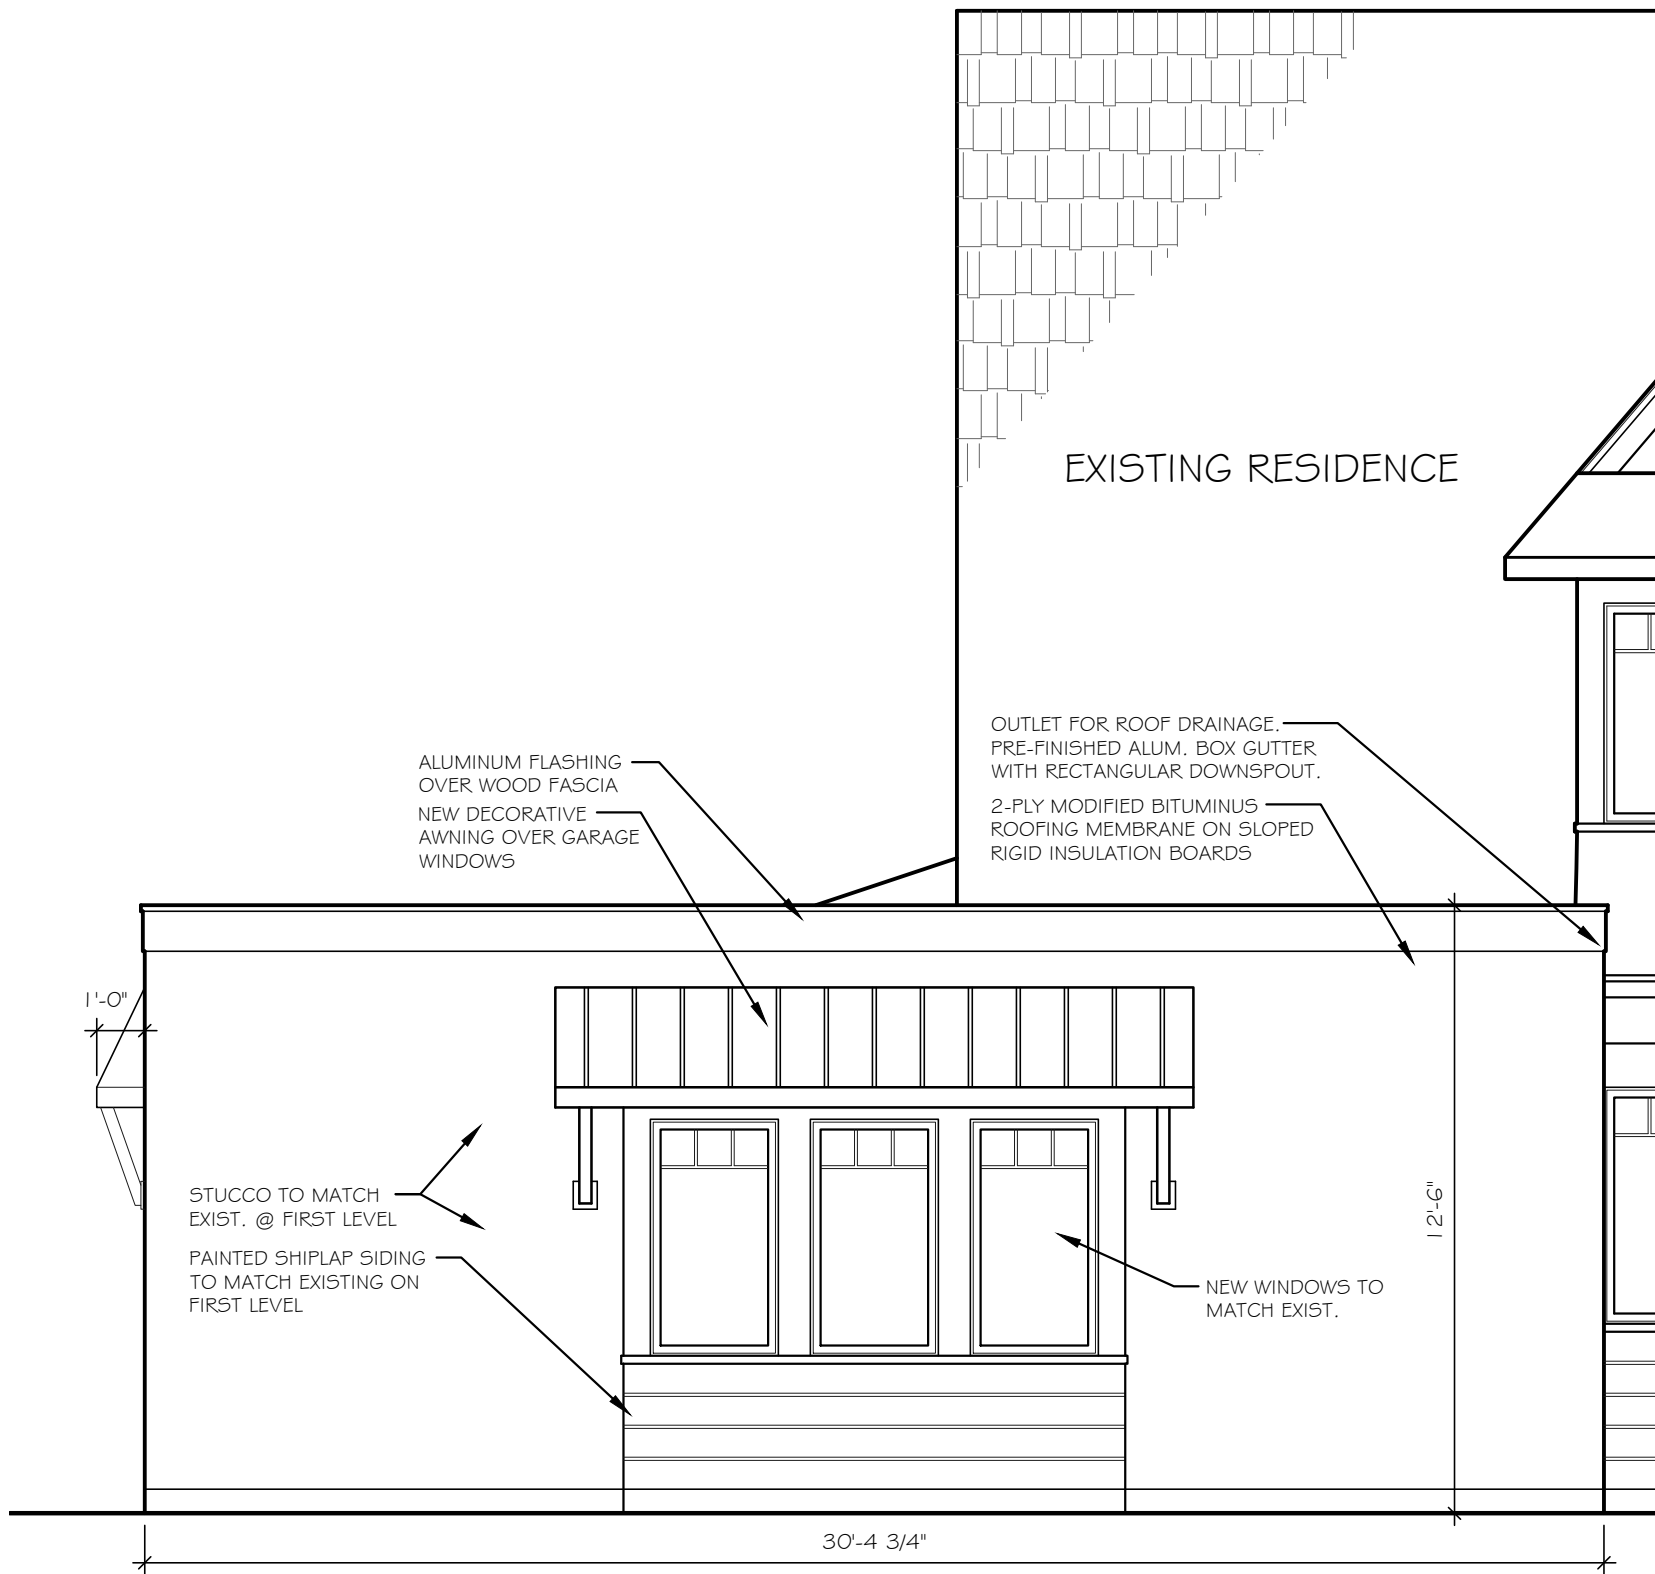 EXISTING RESIDENCE
OUTLET FOR ROOF DRAINAGE.
PRE-FINISHED ALUM. BOX GUTTER
WITH RECTANGULAR DOWNSPOUT.
2-PLY MODIFIED BITUMINUS
ROOFING MEMBRANE ON SLOPED
RIGID INSULATION BOARDS
ALUMINUM FLASHING
OVER WOOD FASCIA
NEW DECORATIVE
AWNING OVER GARAGE
WINDOWS
1'-0"
STUCCO TO MATCH
EXIST. @ FIRST LEVEL
PAINTED SHIPLAP SIDING
TO MATCH EXISTING ON
FIRST LEVEL
12'-6"
NEW WINDOWS TO
MATCH EXIST.
30'-4 3/4"